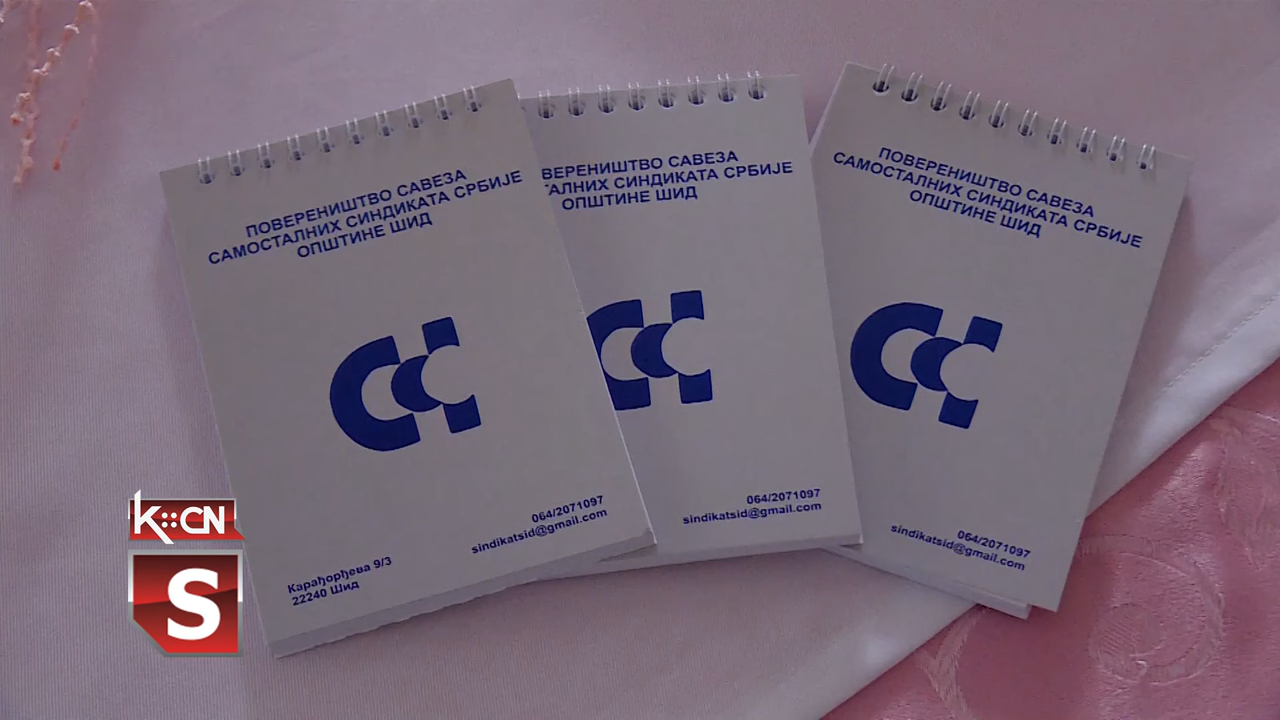 ПОВЕРЕНИШТВО САВЕЗА
САМОСТАЛНИХ СИНДИКАТА СРБИЈЕ
ОПШТИНЕ ШИД
064/2071097
sindikatsid@gmail.com
Карађорђева 9/3
22240 Шид
ВЕРЕНИШТВО САВЕЗА
ТАЛНИХ СИНДИКАТА СРБИЈЕ
ОПШТИНЕ ШИД
064/2071097
sindikatsid@gmail.com
ПОВЕРЕНИШТВО САВЕЗА
САМОСТАЛНИХ СИНДИКАТА СРБИЈЕ
ОПШТИНЕ ШИД
064/2071097
sindikatsid@gmail.com
K::CN
S